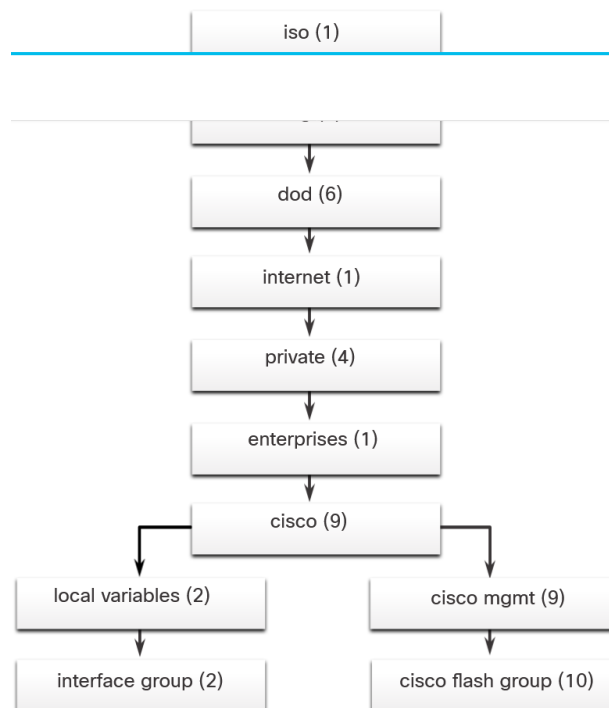 iso (1)
dod (6)
internet (1)
private (4)
enterprises (1)
cisco (9)
local variables (2)
cisco mgmt (9)
interface group (2)
cisco flash group (10)